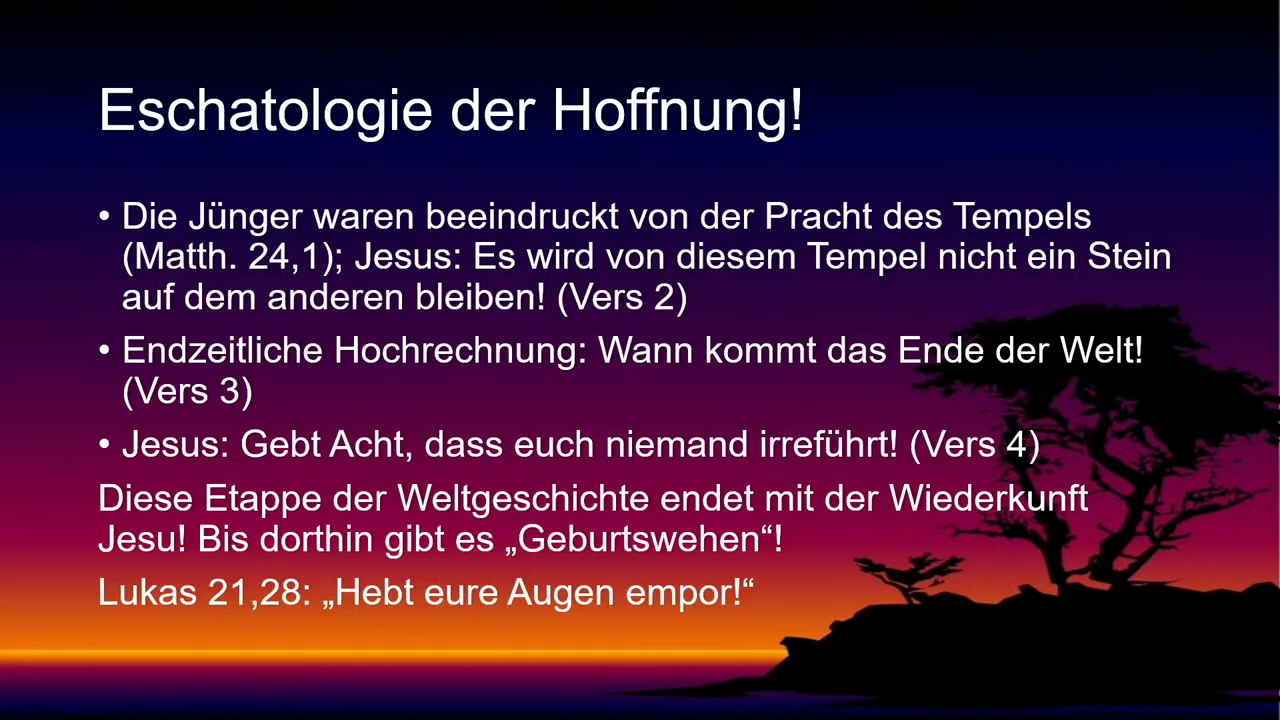 Eschatologie der Hoffnung!
• Die Jünger waren beeindruckt von der Pracht des Tempels
(Matth. 24,1); Jesus: Es wird von diesem Tempel nicht ein Stein
auf dem anderen bleiben! (Vers 2)
• Endzeitliche Hochrechnung: Wann kommt das Ende der Welt!
(Vers 3)
• Jesus: Gebt Acht, dass euch niemand irreführt! (Vers 4)
Diese Etappe der Weltgeschichte endet mit der Wiederkunft
Jesu! Bis dorthin gibt es „Geburtswehen“!
Lukas 21,28: „Hebt eure Augen empor!“